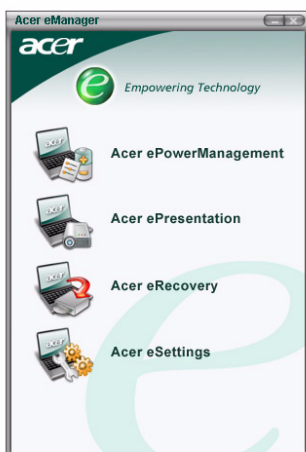 Acer eManager
acer
e Empowering Technology
Acer ePowerManagement
Acer ePresentation
Acer eRecovery
Acer eSettings